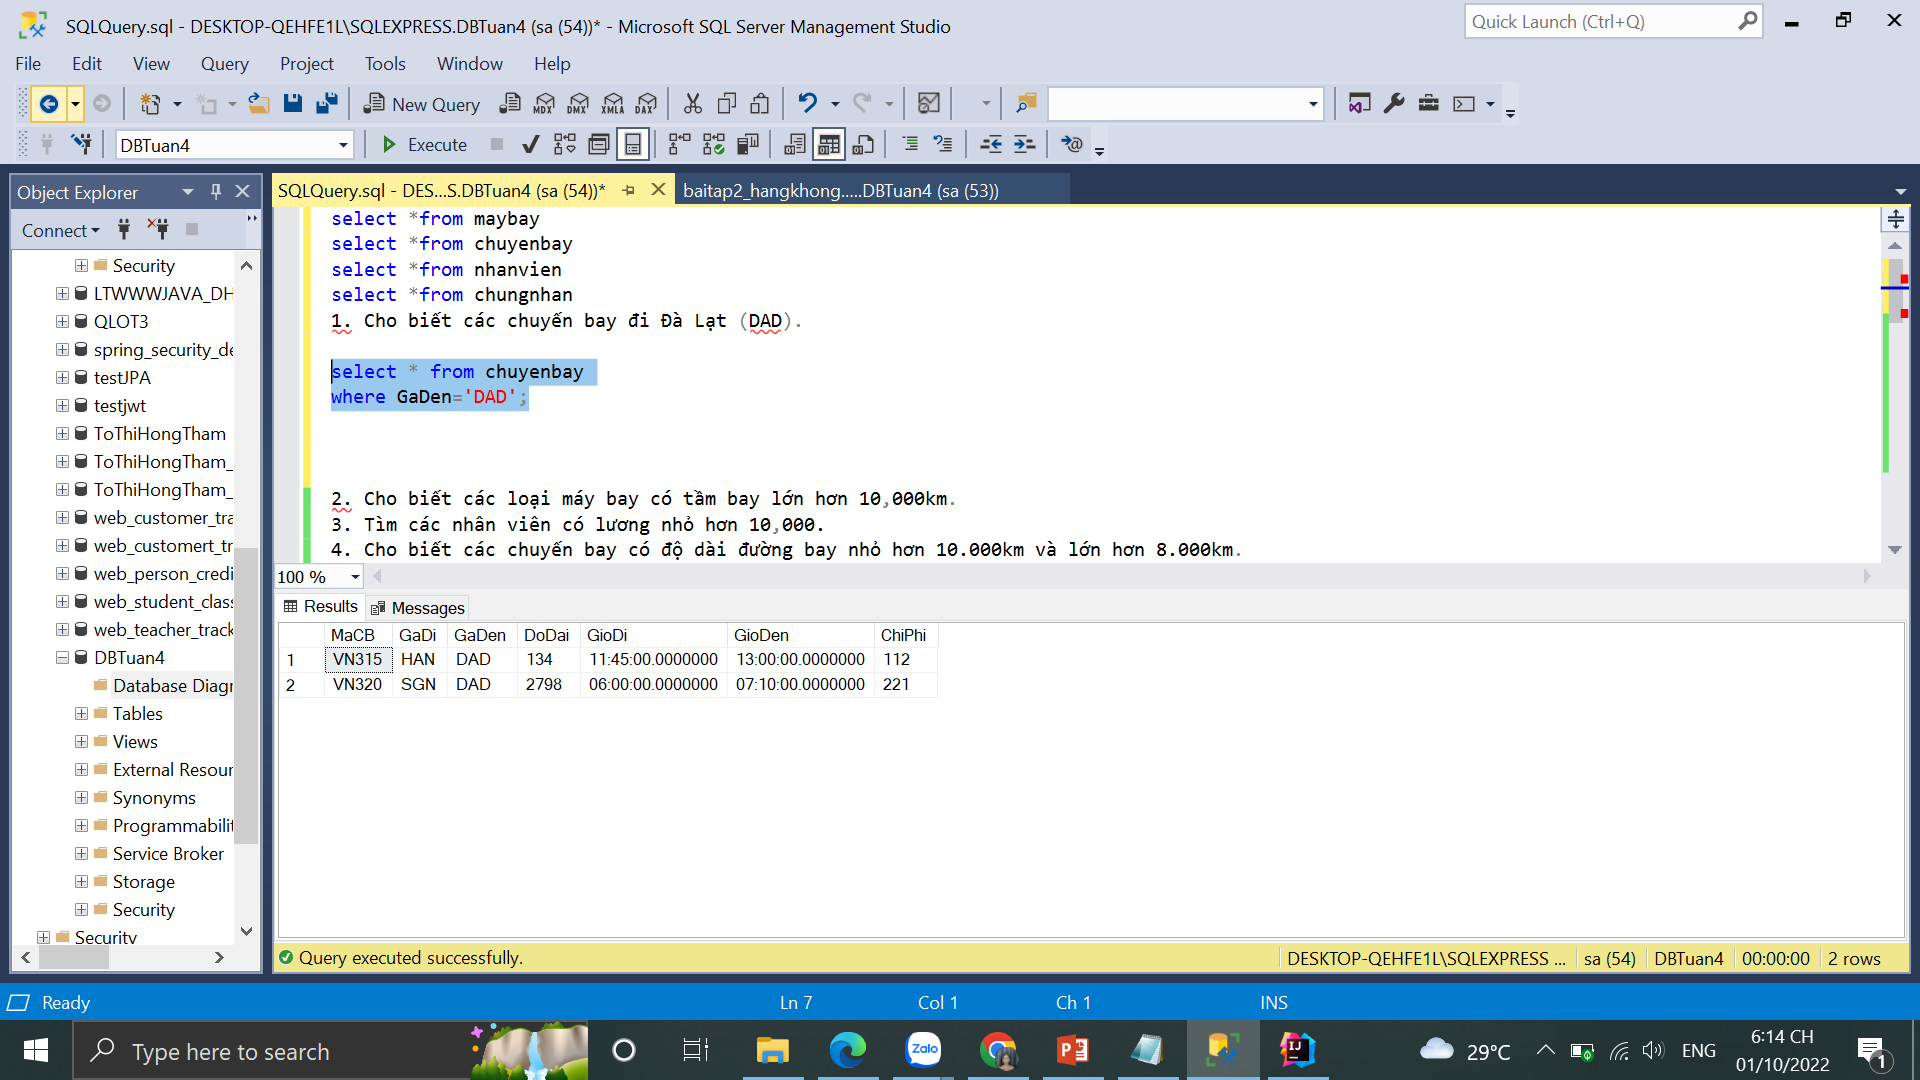 SQLQuery.sql - DESKTOP-QEHFE1L\SQLEXPRESS.DBTuan4 (sa (54))* - Microsoft SQL Server Management Studio
Quick Launch (Ctrl+Q)
File Edit View Query Project Tools Window Help
New Query MDX DMX XMLA DAX
DBTuan4 Execute
Object Explorer
Connect
Security
LTWWWJAVA_DH
QLOT3
spring_security_de
testJPA
testjwt
ToThiHongTham
ToThiHongTham_
ToThiHongTham_
web_customer_tra
web_customert_tr
web_person_credi
web_student_clas
web_teacher_track
DBTuan4
Database Diagr
Tables
Views
External Resour
Synonyms
Programmabilit
Service Broker
Storage
Security
Security
SQLQuery.sql - DES...S.DBTuan4 (sa (54))* baitap2_hangkhong.....DBTuan4 (sa (53))
select *from maybay
select *from chuyenbay
select *from nhanvien
select *from chungnhan
1. Cho biết các chuyến bay đi Đà Lạt (DAD).
select * from chuyenbay
where GaDen='DAD';
2. Cho biết các loại máy bay có tầm bay lớn hơn 10,000km.
3. Tìm các nhân viên có lương nhỏ hơn 10,000.
4. Cho biết các chuyến bay có độ dài đường bay nhỏ hơn 10.000km và lớn hơn 8.000km.
100 %
Results Messages
MaCB GaDi GaDen DoDai GioDi GioDen ChiPhi
1 VN315 HAN DAD 134 11:45:00.0000000 13:00:00.0000000 112
2 VN320 SGN DAD 2798 06:00:00.0000000 07:10:00.0000000 221
Query executed successfully. DESKTOP-QEHFE1L\SQLEXPRESS ... sa (54) DBTuan4 00:00:00 2 rows
Ready Ln 7 Col 1 Ch 1 INS
Type here to search Zalo 29°C ENG 6:14 CH
01/10/2022 1